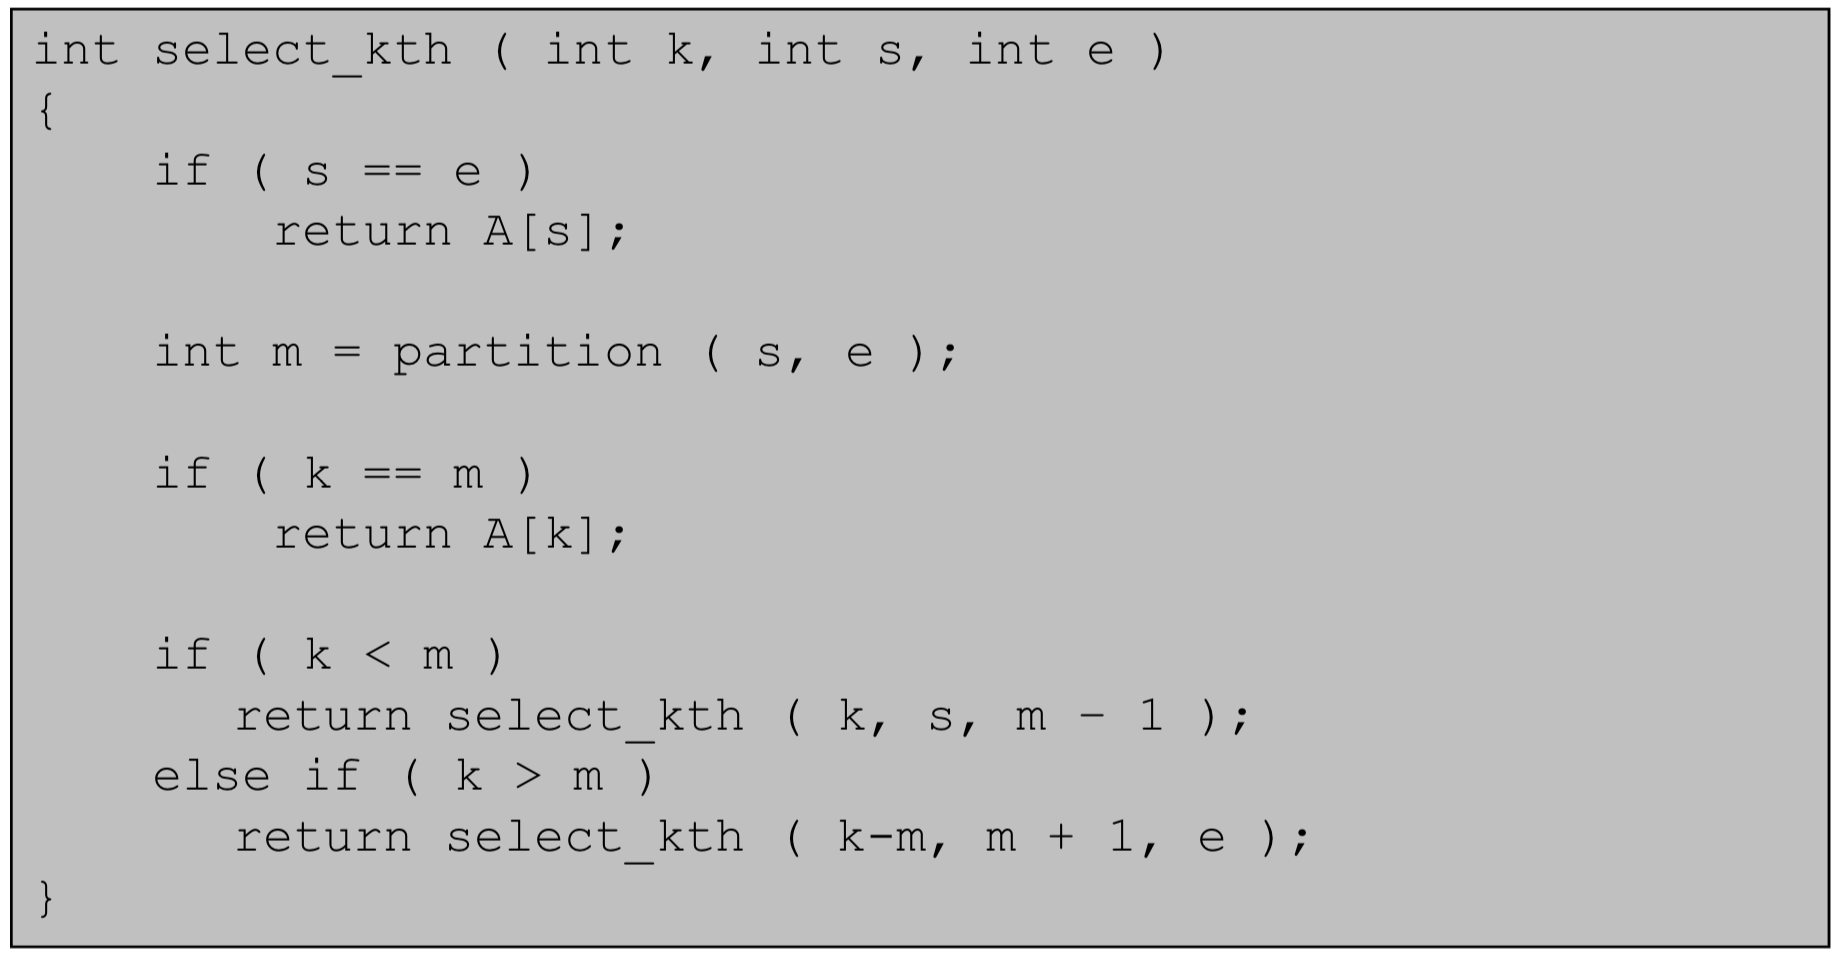 int select_kth ( int k, int s, int e )
{
if ( s == e )
return A[s];
int m = partition ( s, e );
if ( k == m )
return A[k];
if ( k < m )
return select_kth ( k, s, m – 1 );
else if ( k > m )
return select_kth ( k-m, m + 1, e );
}